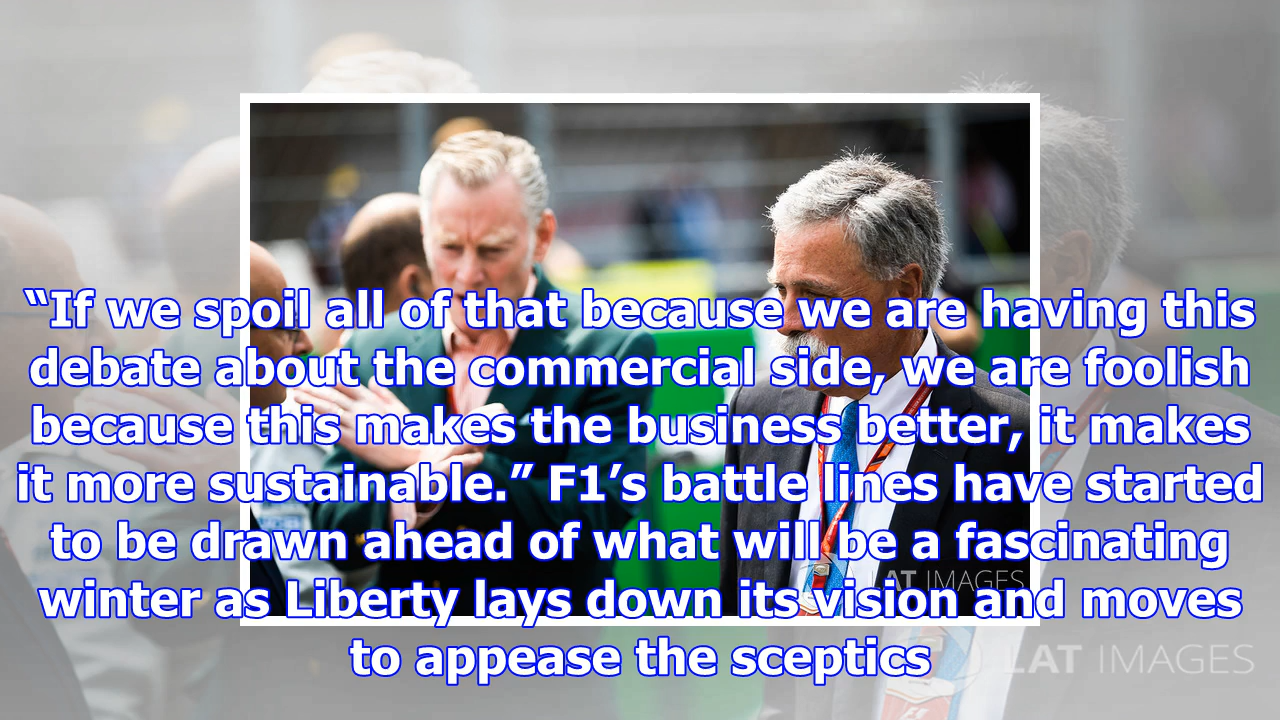 “If we spoil all of that because we are having this
debate about the commercial side, we are foolish
because this makes the business better, it makes
it more sustainable.” F1’s battle lines have started
to be drawn ahead of what will be a fascinating
winter as Liberty lays down its vision and moves
to appease the sceptics
LAT IMAGES
LAT IMAGES